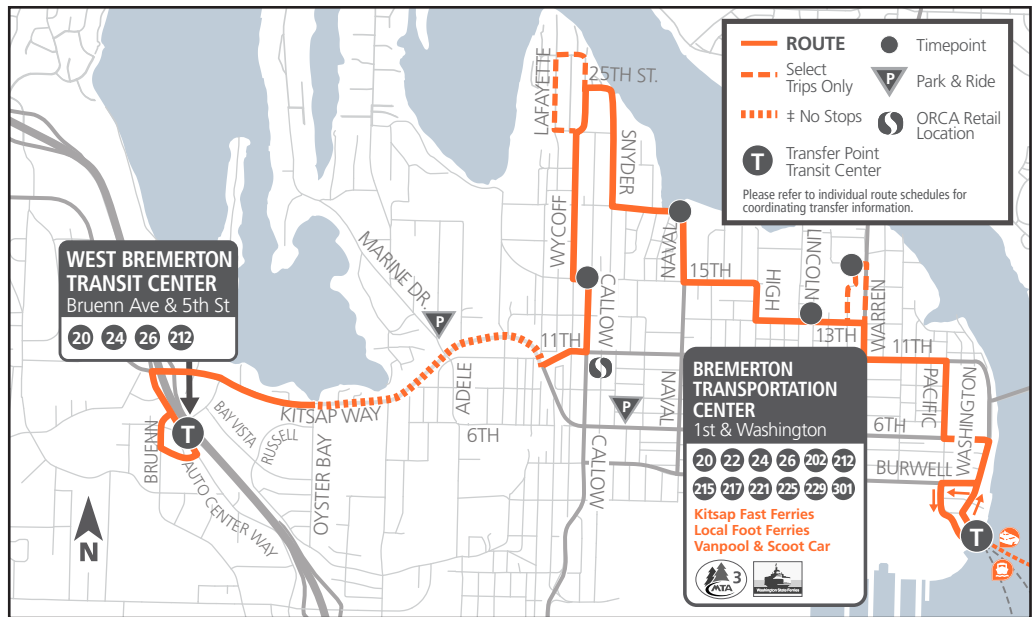 ROUTE
Timepoint
Select
Trips Only
P
Park & Ride
‡ No Stops
ORCA Retail
Location
T
Transfer Point
Transit Center
Please refer to individual route schedules for
coordinating transfer information.
LAFAYETTE
25TH ST.
SNYDER
WYCOFF
NAVAL
CALLOW
15TH
HIGH
LINCOLN
WARREN
13TH
MARINE DR.
P
WEST BREMERTON
TRANSIT CENTER
Bruenn Ave & 5th St
20 24 26 212
T
11TH
11TH
ADELE
KITSAP WAY
6TH
P
NAVAL
CALLOW
BRUENN
BAY VISTA
RUSSELL
OYSTER BAY
AUTO CENTER WAY
N
BREMERTON
TRANSPORTATION
CENTER
1st & Washington
20 22 24 26 202 212
215 217 221 225 229 301
Kitsap Fast Ferries
Local Foot Ferries
Vanpool & Scoot Car
MTA 3
Washington State Ferries
PACIFIC
WASHINGTON
6TH
BURWELL
T